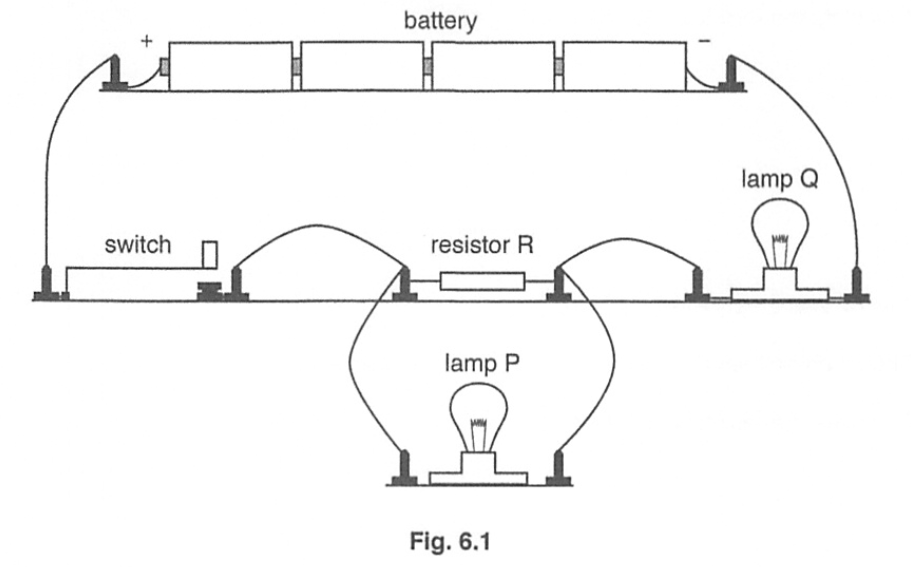 battery
+
−
lamp Q
switch
resistor R
lamp P
Fig. 6.1